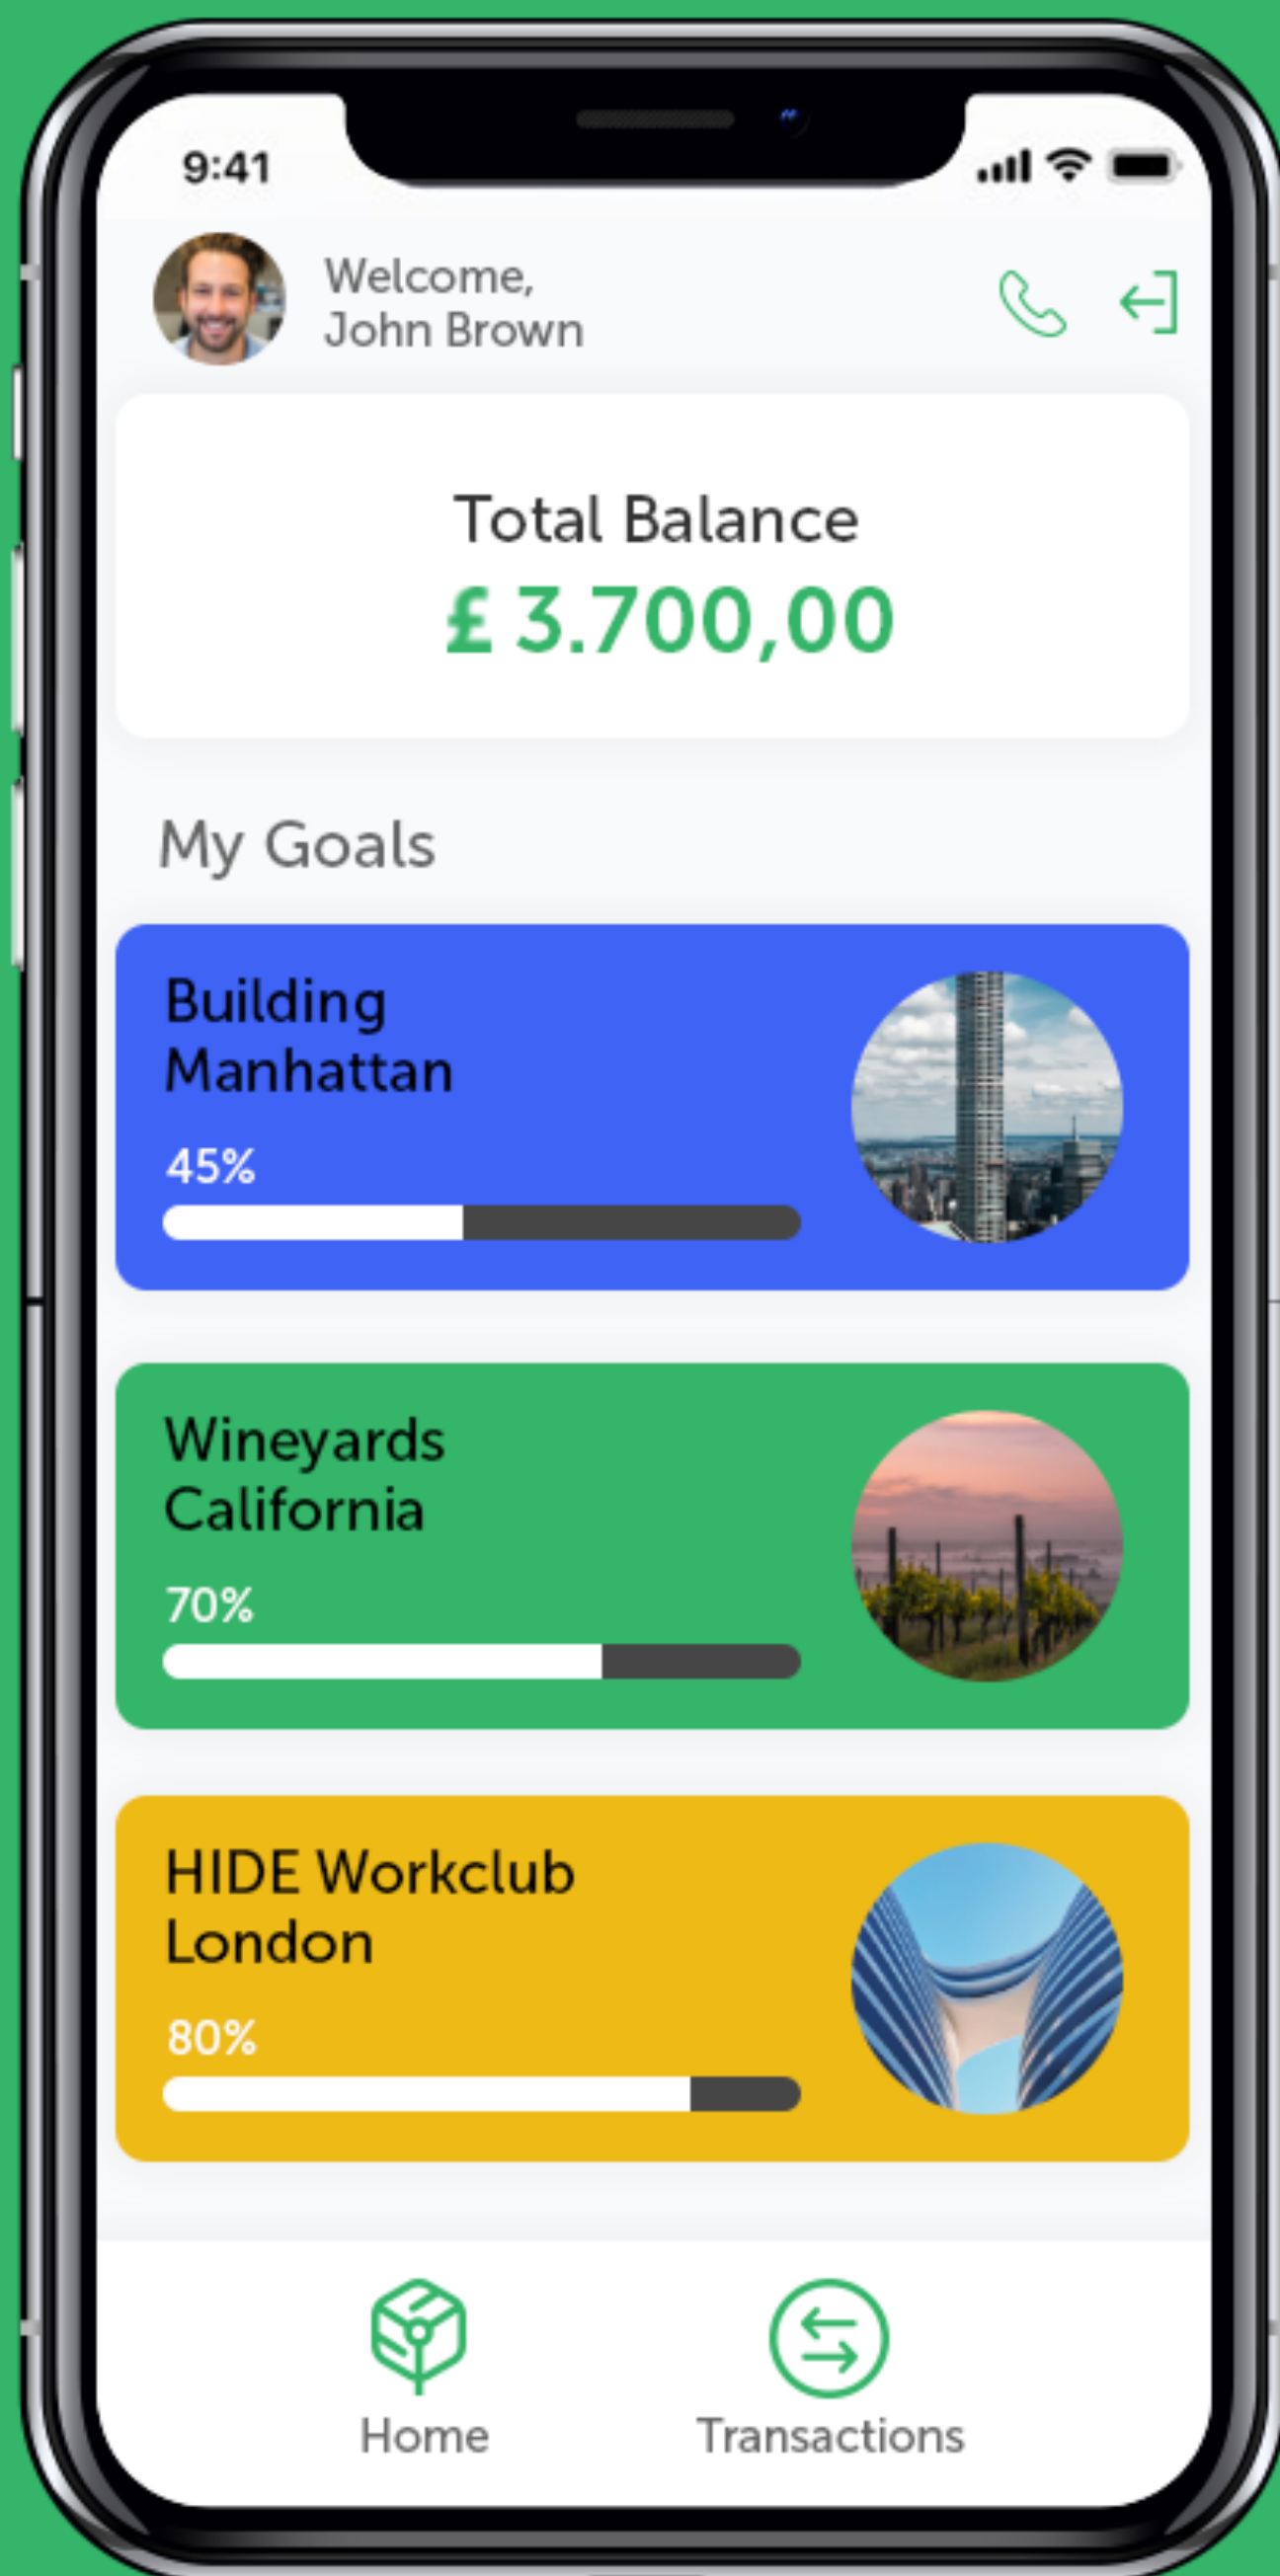 9:41
Welcome,
John Brown
Total Balance
£ 3.700,00
My Goals
Building
Manhattan
45%
Wineyards
California
70%
HIDE Workclub
London
80%
Home
Transactions